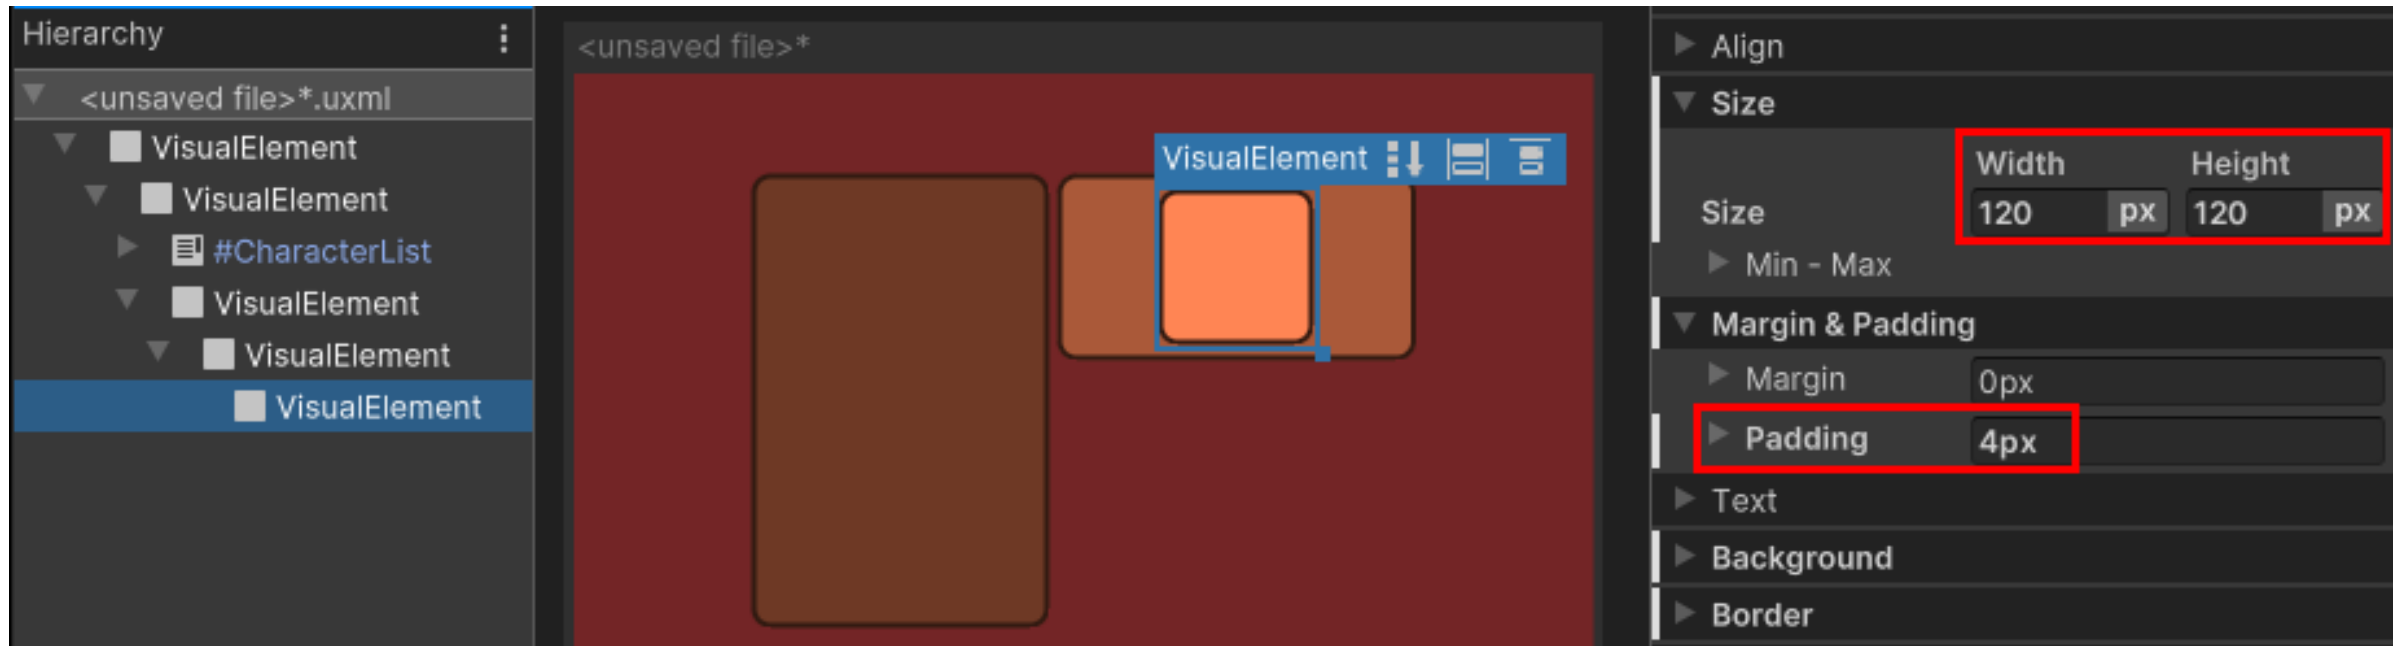 Hierarchy
<unsaved file>*.uxml
VisualElement
VisualElement
#CharacterList
VisualElement
VisualElement
VisualElement
<unsaved file>*
VisualElement
Align
Size
Width Height
Size 120 px 120 px
Min - Max
Margin & Padding
Margin 0px
Padding 4px
Text
Background
Border